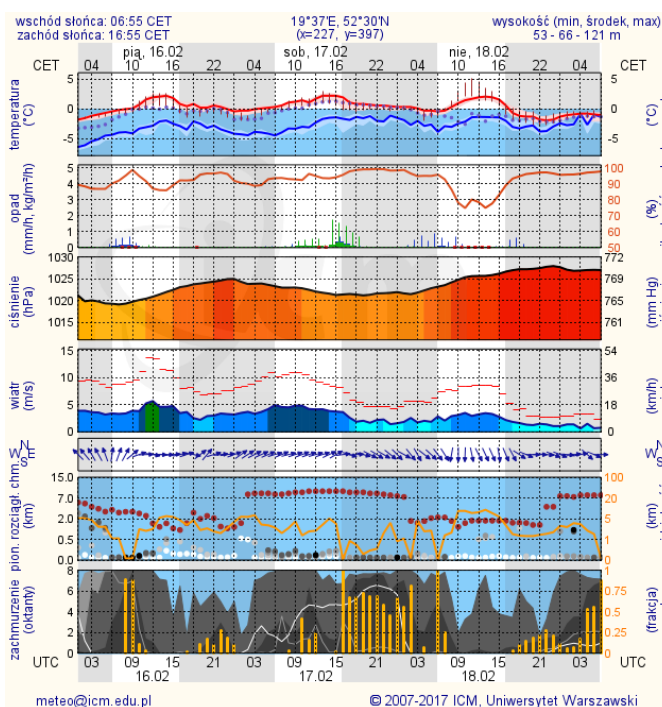 wschód słońca: 06:55 CET 19°37'E, 52°30'N wysokość (min, środek, max)
zachód słońca: 16:55 CET (x=227, y=397) 53 - 66 - 121 m
pią, 16.02 sob, 17.02 nie, 18.02
CET 04 10 16 22 04 10 16 22 04 10 16 22 04 CET
temperatura
(°C)
5
0
-5
5
0
-5
opad
(mm/h, kg/m²/h)
5
4
3
2
1
0
100
90
80
70
60
50
(%)
ciśnienie
(hPa)
1030
1025
1020
1015
772
769
765
761
(mm Hg)
wiatr
(m/s)
15
10
5
0
54
36
18
0
(km/h)
N
W E
S
N
W
S
pion. rozciągł. chm.
(km)
15.0
7.0
2.0
0.5
0.0
100
20
5
1
0
(km)
zachmurzenie
(oktanty)
8
6
4
2
0
1
0.75
0.5
0.25
0
(frakcja)
UTC 03 09 15 21 03 09 15 21 03 09 15 21 03 UTC
16.02 17.02 18.02
meteo@icm.edu.pl © 2007-2017 ICM, Uniwersytet Warszawski